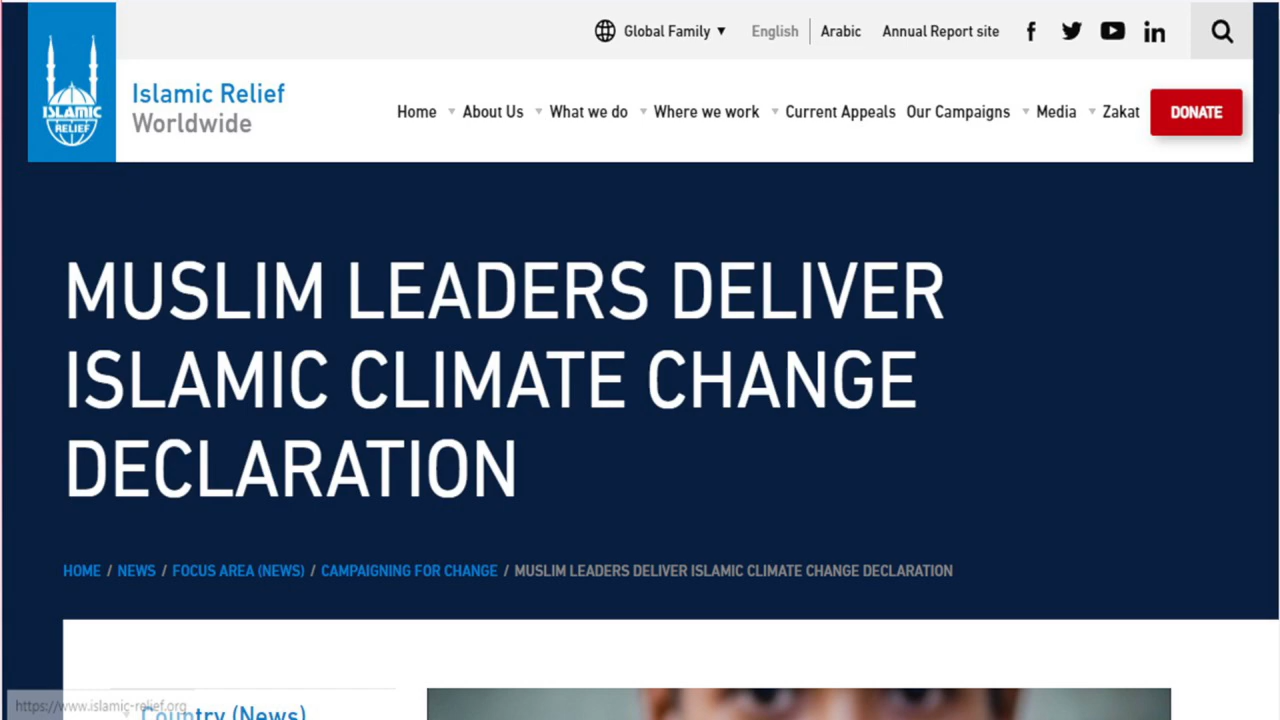 Global Family ▼ English Arabic Annual Report site
ISLAMIC
RELIEF
Islamic Relief
Worldwide
Home About Us What we do Where we work Current Appeals Our Campaigns Media Zakat DONATE
MUSLIM LEADERS DELIVER
ISLAMIC CLIMATE CHANGE
DECLARATION
HOME / NEWS / FOCUS AREA (NEWS) / CAMPAIGNING FOR CHANGE / MUSLIM LEADERS DELIVER ISLAMIC CLIMATE CHANGE DECLARATION
https://www.islamic-relief.org
Country (News)